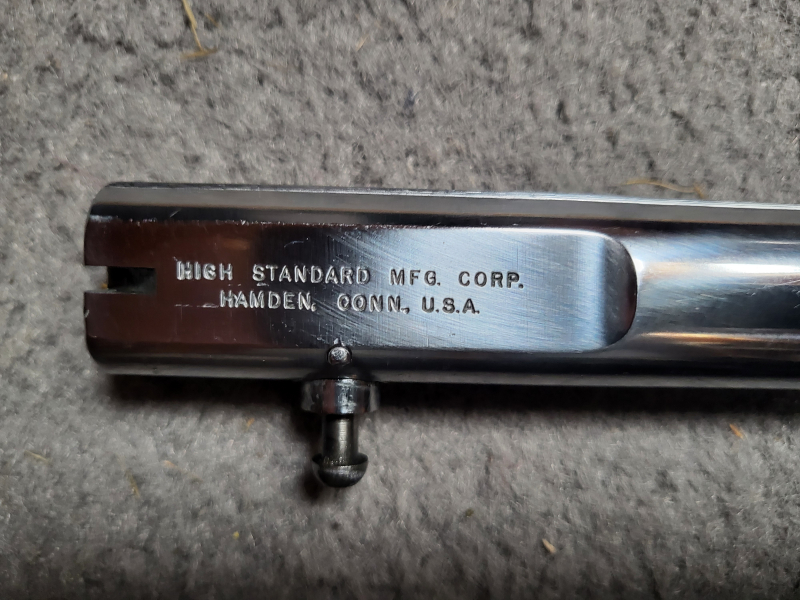 HIGH STANDARD MFG. CORP.
HAMDEN, CONN., U.S.A.